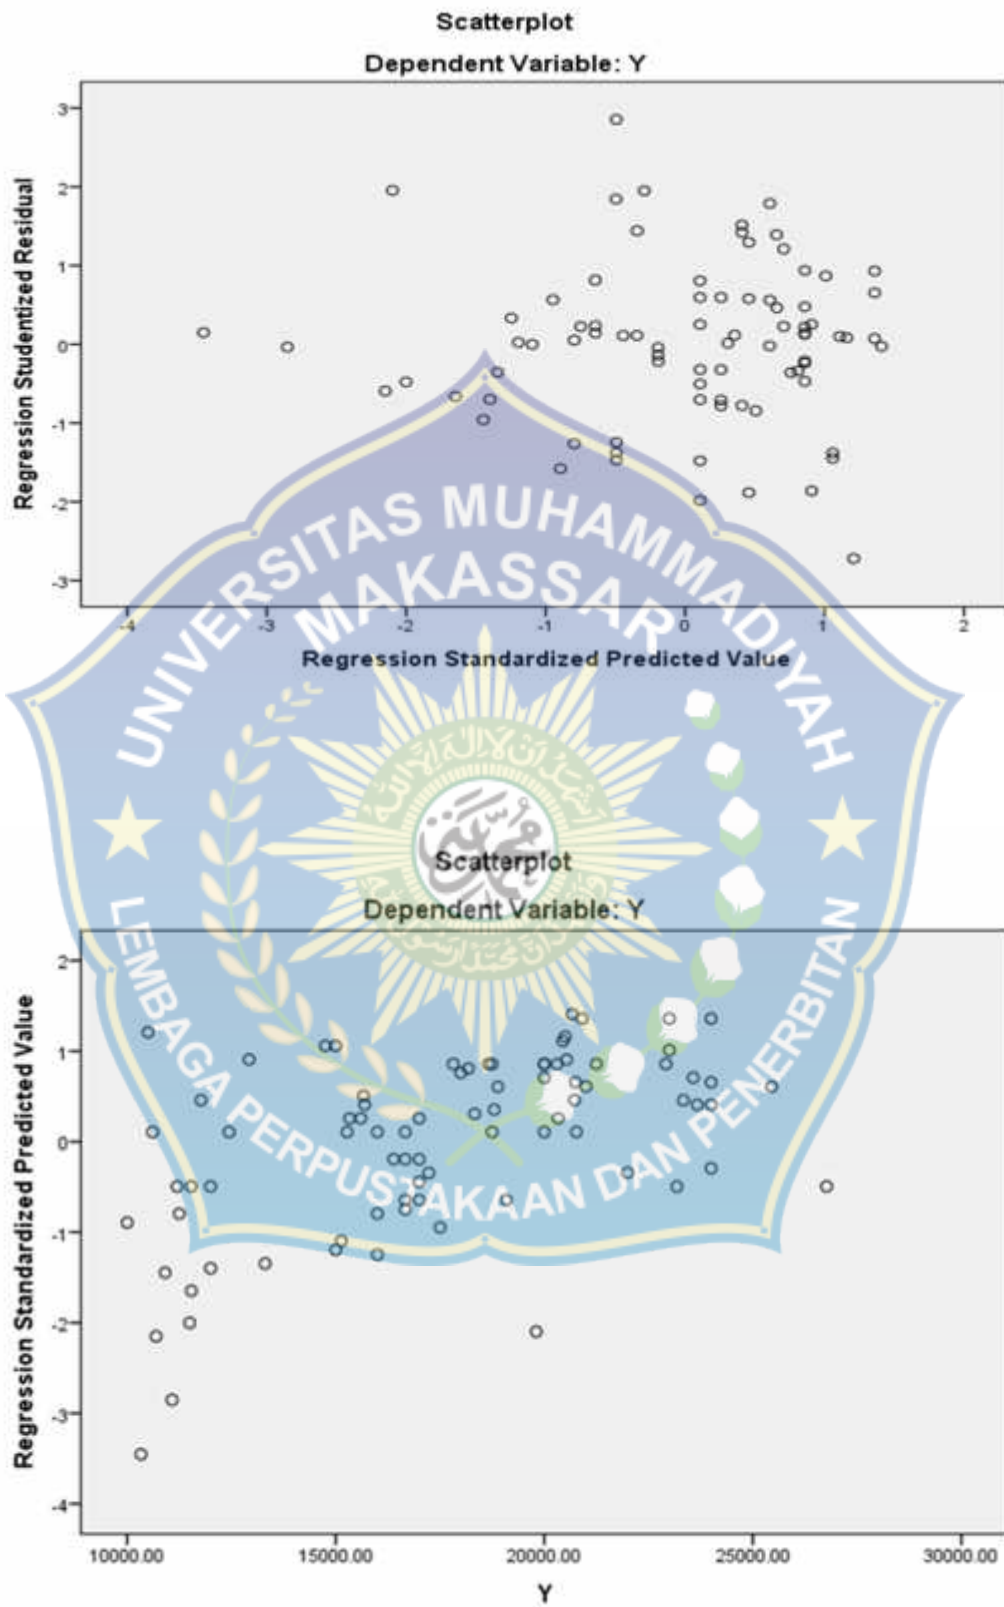 Scatterplot
Dependent Variable: Y
Regression Studentized Residual
3
2
1
0
-1
-2
-3
-4 -3 -2 -1 0 1 2
Regression Standardized Predicted Value
UNIVERSITAS MUHAMMADIYAH
MAKASSAR
Scatterplot
Dependent Variable: Y
LEMBAGA PERPUSTAKAAN DAN PENERBITAN
Regression Standardized Predicted Value
2
1
0
-1
-2
-3
-4
10000.00 15000.00 20000.00 25000.00 30000.00
Y